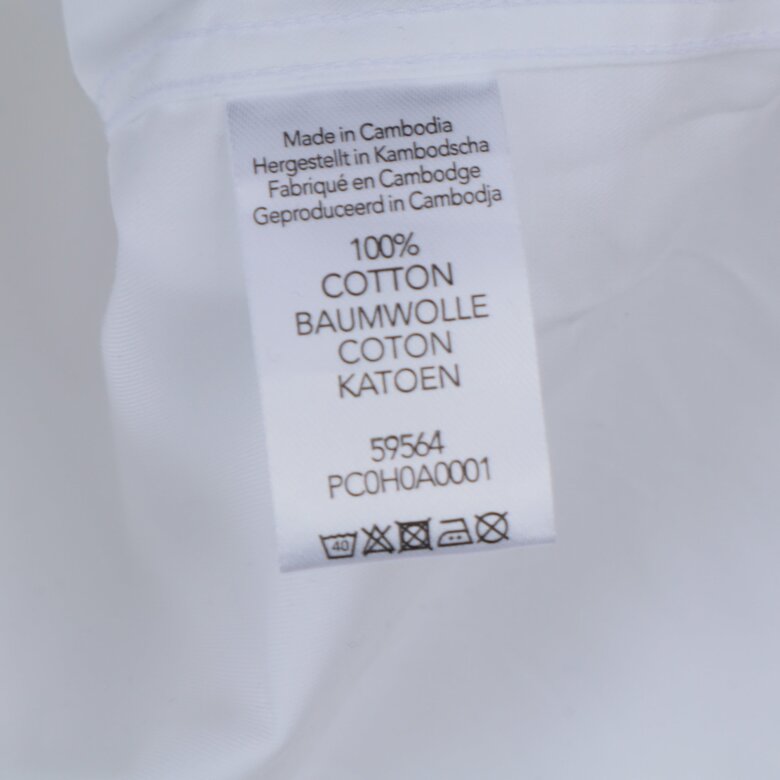 Made in Cambodia
Hergestellt in Kambodscha
Fabriqué en Cambodge
Geproduceerd in Cambodja
100%
COTTON
BAUMWOLLE
COTON
KATOEN
59564
PC0H0A0001
40